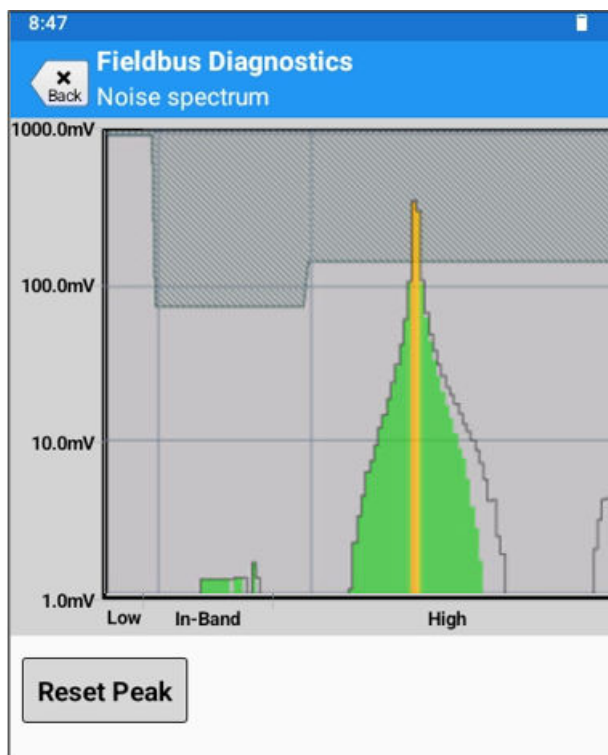 8:47
Fieldbus Diagnostics
Back
Noise spectrum
1000.0mV
100.0mV
10.0mV
1.0mV
Low In-Band High
Reset Peak